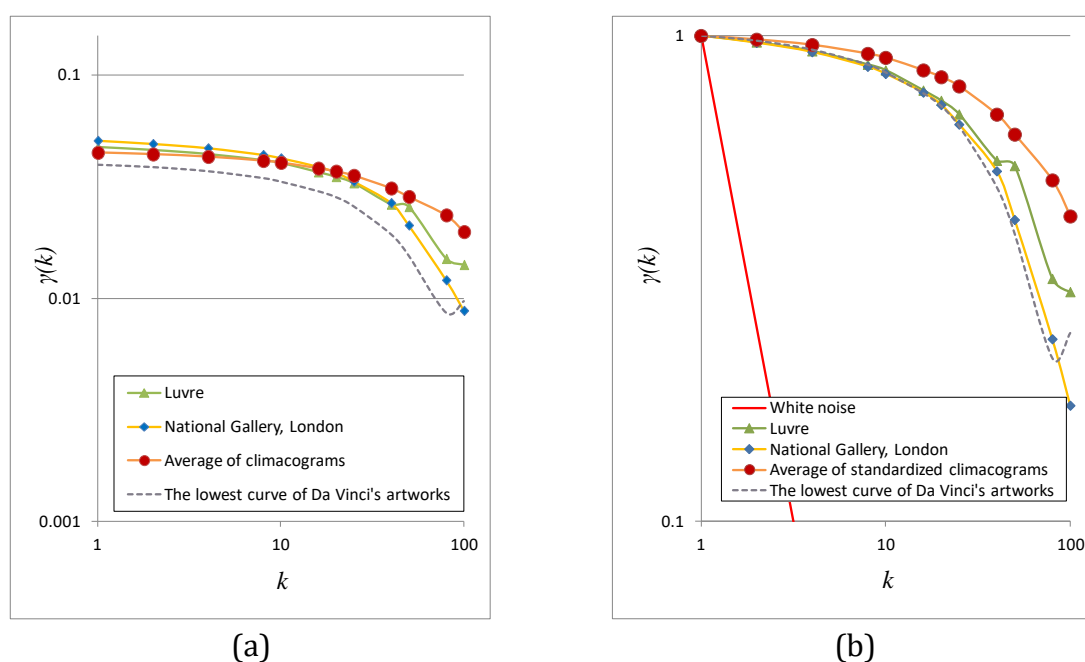 0.1
0.01
0.001
γ(k)
1
10
100
k
Luvre
National Gallery, London
Average of climacograms
The lowest curve of Da Vinci's artworks
(a)
1
0.1
γ(k)
1
10
100
k
White noise
Luvre
National Gallery, London
Average of standardized climacograms
The lowest curve of Da Vinci's artworks
(b)